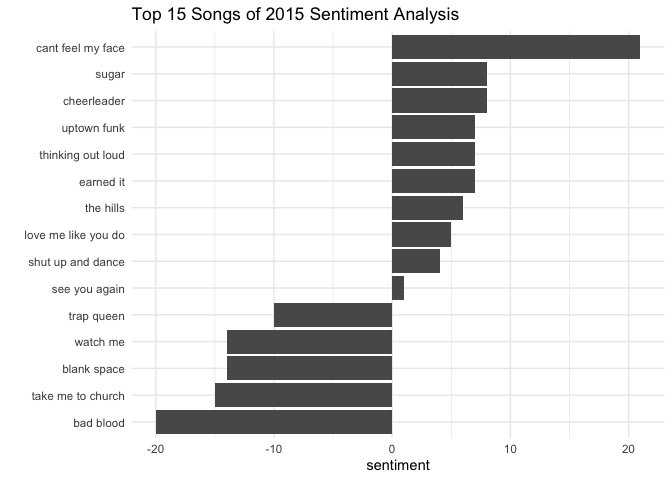 Top 15 Songs of 2015 Sentiment Analysis
cant feel my face
sugar
cheerleader
uptown funk
thinking out loud
earned it
the hills
love me like you do
shut up and dance
see you again
trap queen
watch me
blank space
take me to church
bad blood
-20 -10 0 10 20
sentiment